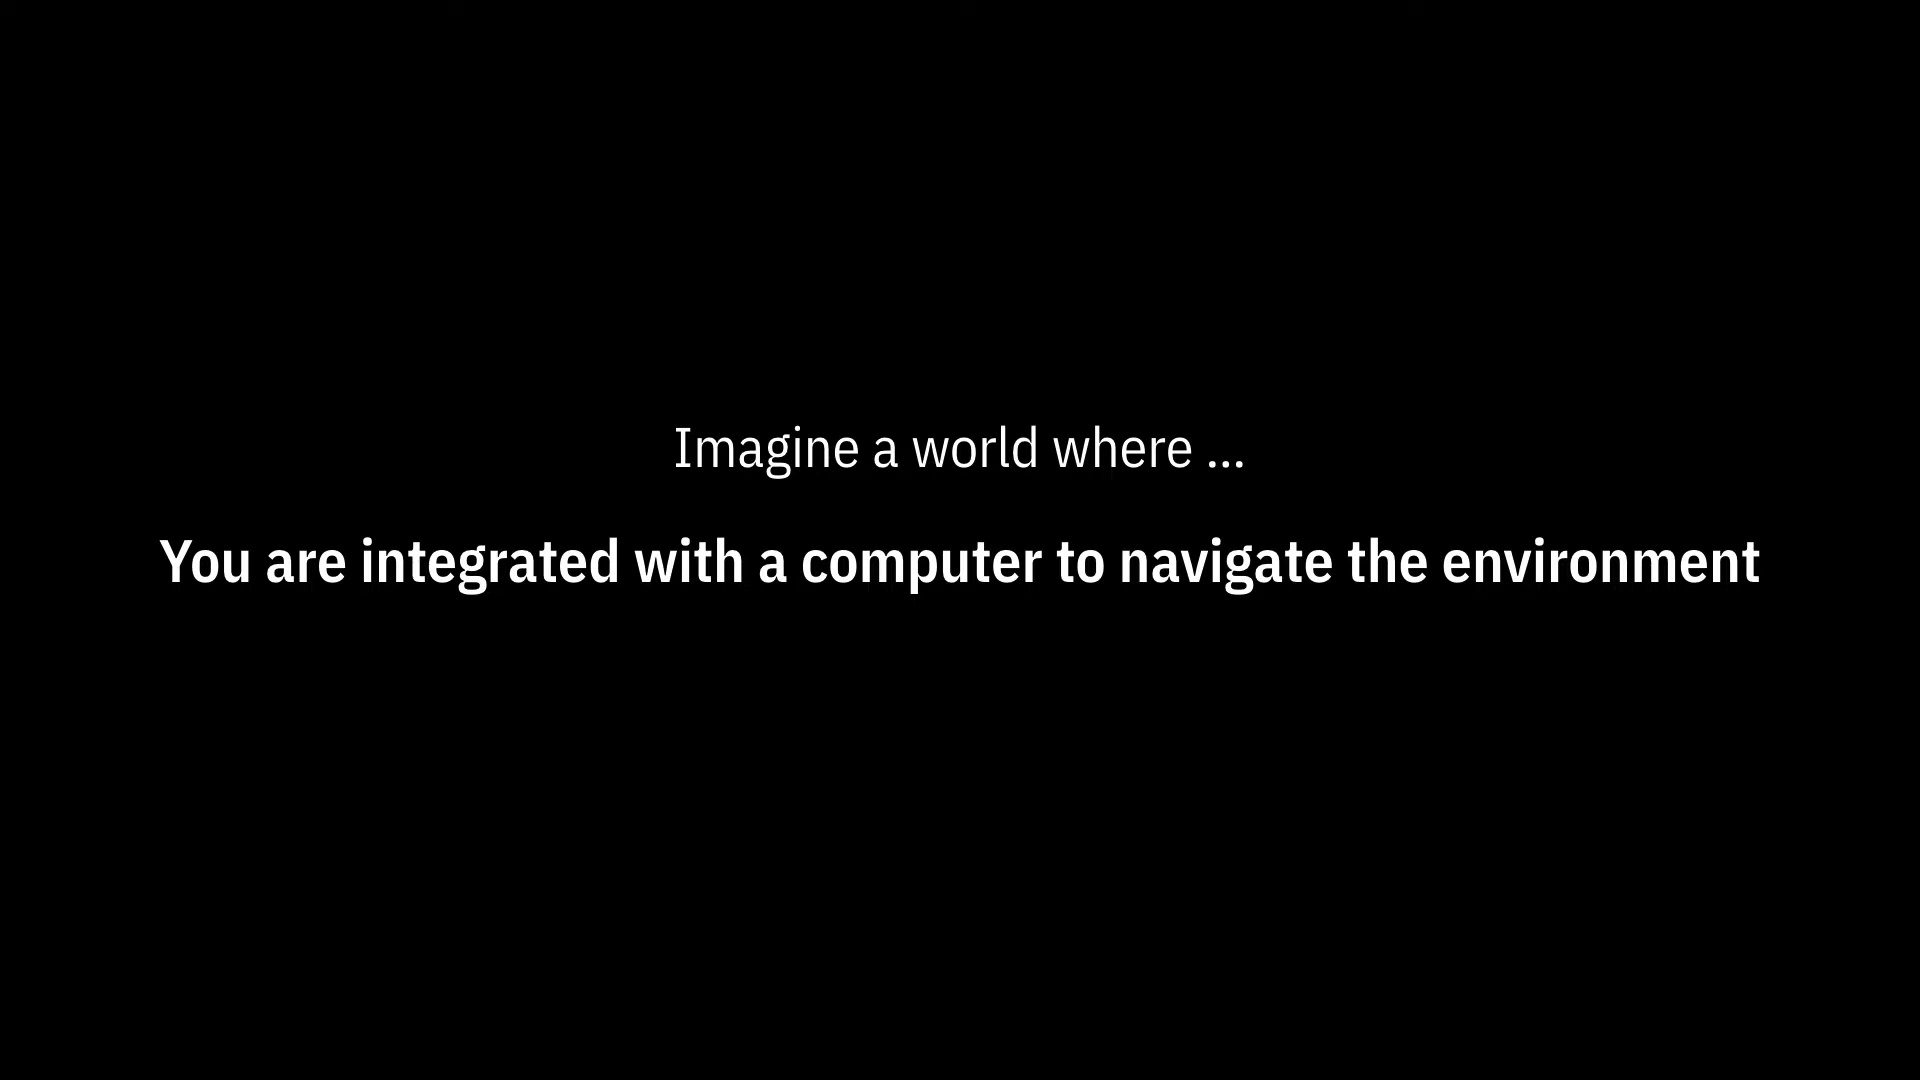 Imagine a world where ...
You are integrated with a computer to navigate the environment